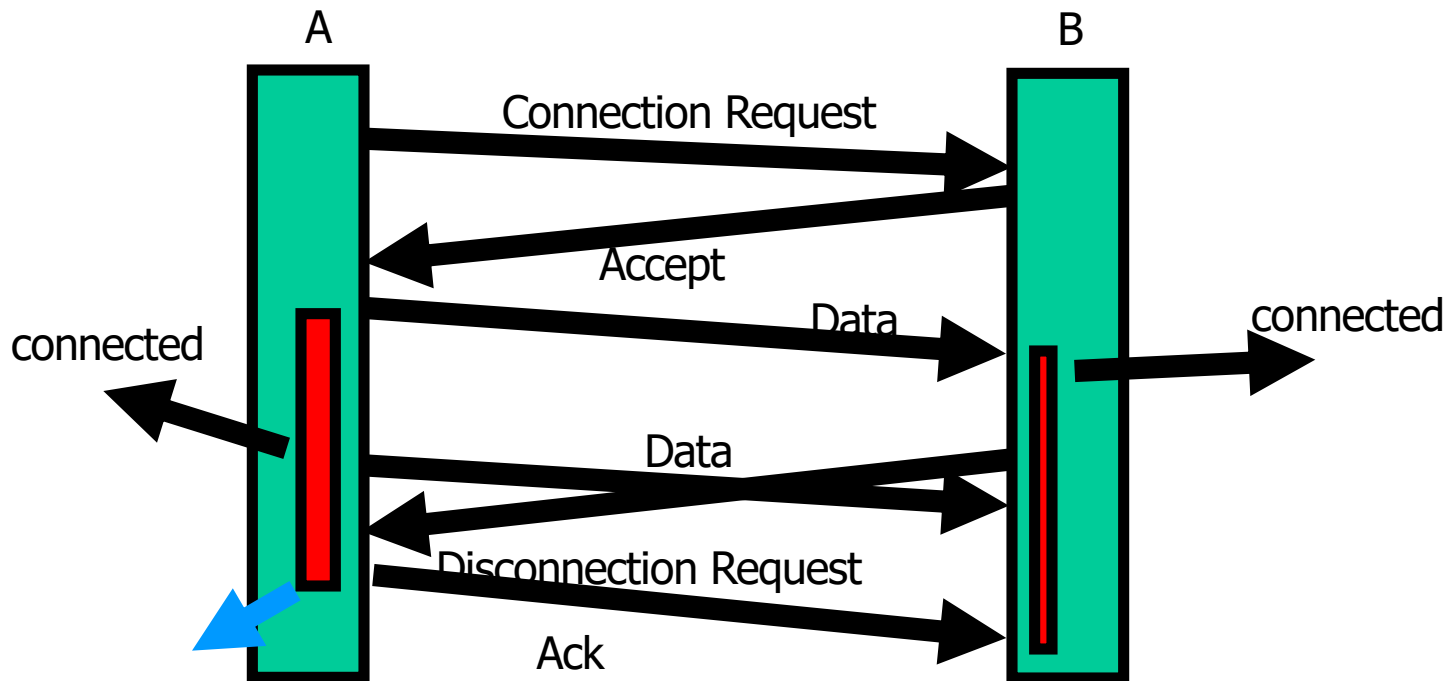 A
B
Connection Request
Accept
Data
connected
connected
Data
Disconnection Request
Ack